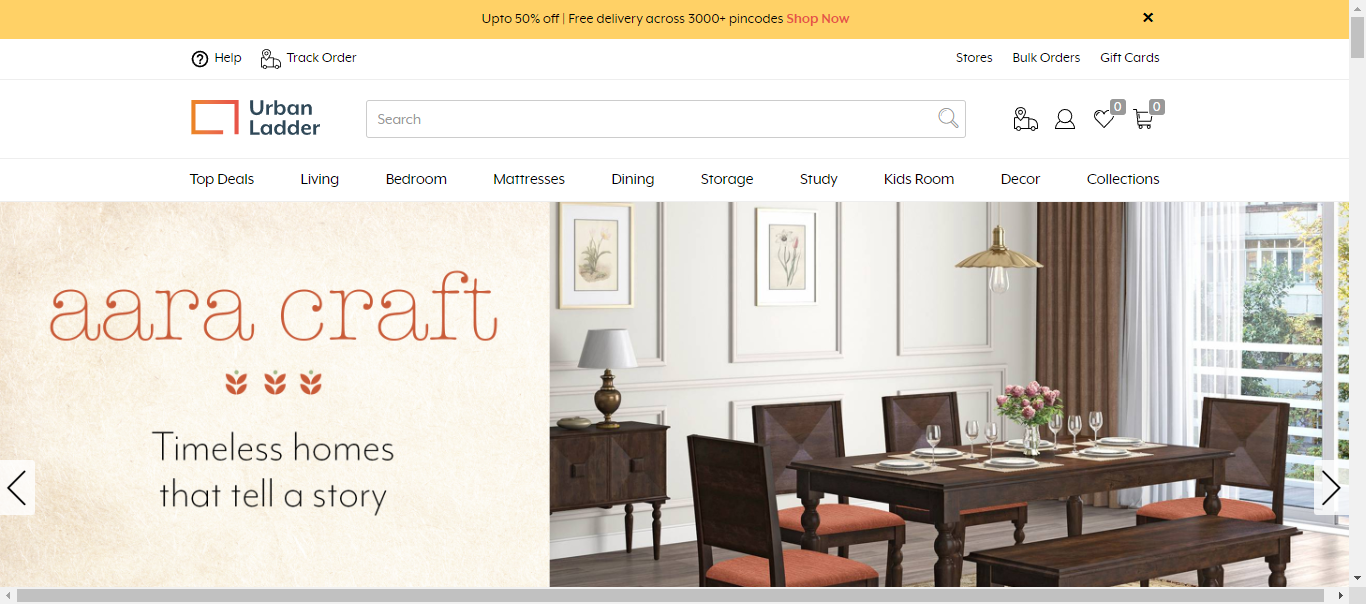 Upto 50% off | Free delivery across 3000+ pincodes Shop Now
Help Track Order Stores Bulk Orders Gift Cards
Urban
Ladder
Search
0 0
Top Deals Living Bedroom Mattresses Dining Storage Study Kids Room Decor Collections
aara craft
Timeless homes
that tell a story